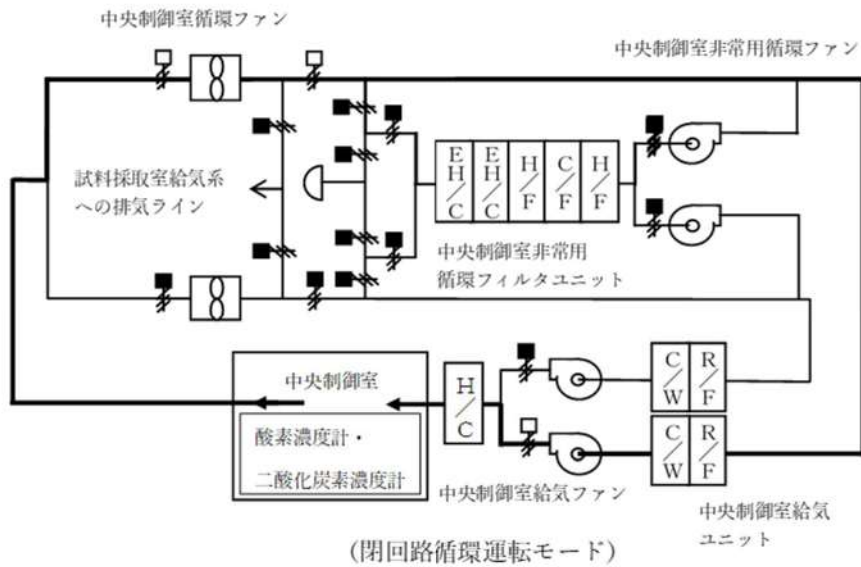 中央制御室循環ファン
中央制御室非常用循環ファン
試料採取室給気系
への排気ライン
EH/C
EH/C
H/F
C/F
H/F
中央制御室非常用
循環フィルタユニット
中央制御室
酸素濃度計・
二酸化炭素濃度計
H/C
C/W
R/F
C/W
R/F
中央制御室給気ファン
中央制御室給気
ユニット
(閉回路循環運転モード)